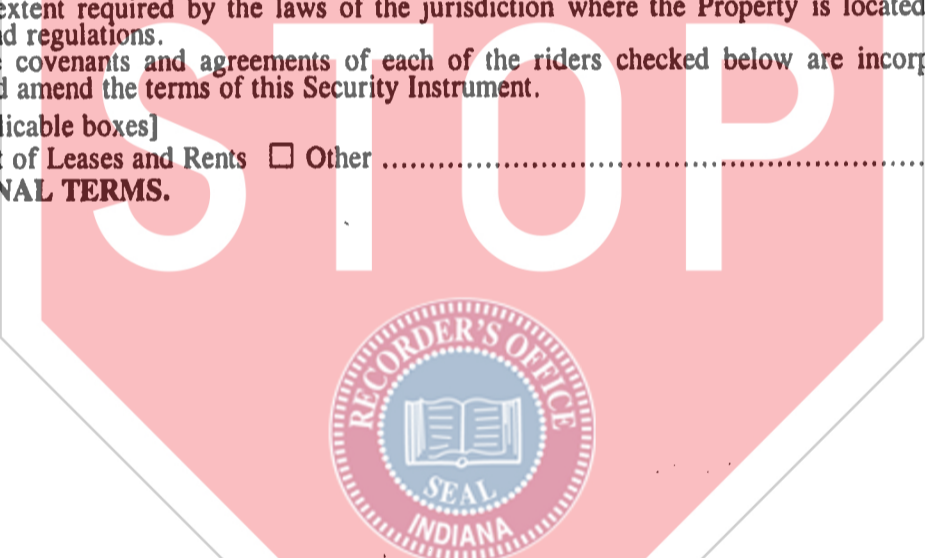 extent required by the laws of the jurisdiction where the Property is located
d regulations.
covenants and agreements of each of the riders checked below are incorp
d amend the terms of this Security Instrument.
licable boxes]
t of Leases and Rents ☐ Other ........................................................................
NAL TERMS.
STOP
RECORDER'S OFFICE
SEAL
INDIANA